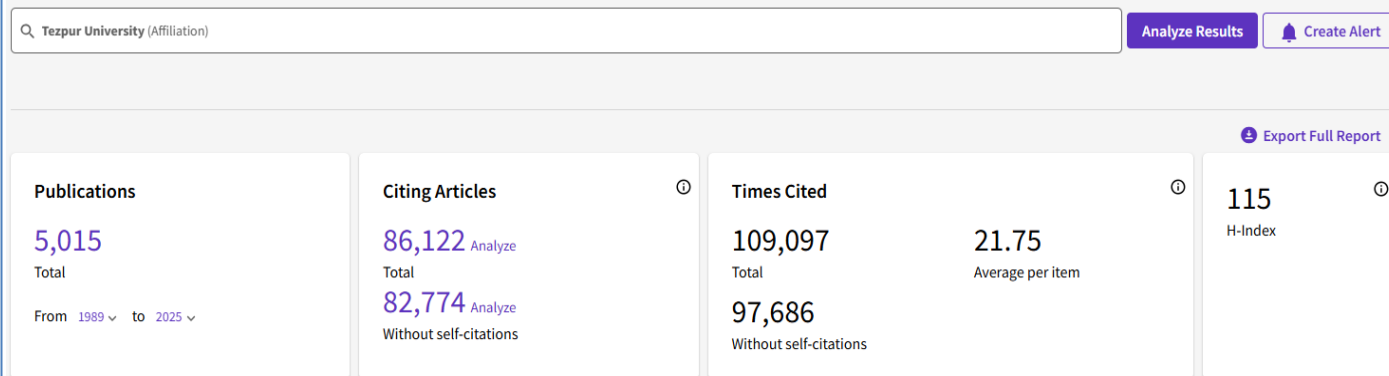 Tezpur University (Affiliation)
Analyze Results
Create Alert
Export Full Report
Publications
5,015
Total
From 1989 to 2025
Citing Articles
86,122 Analyze
Total
82,774 Analyze
Without self-citations
Times Cited
109,097
Total
97,686
Without self-citations
21.75
Average per item
115
H-Index